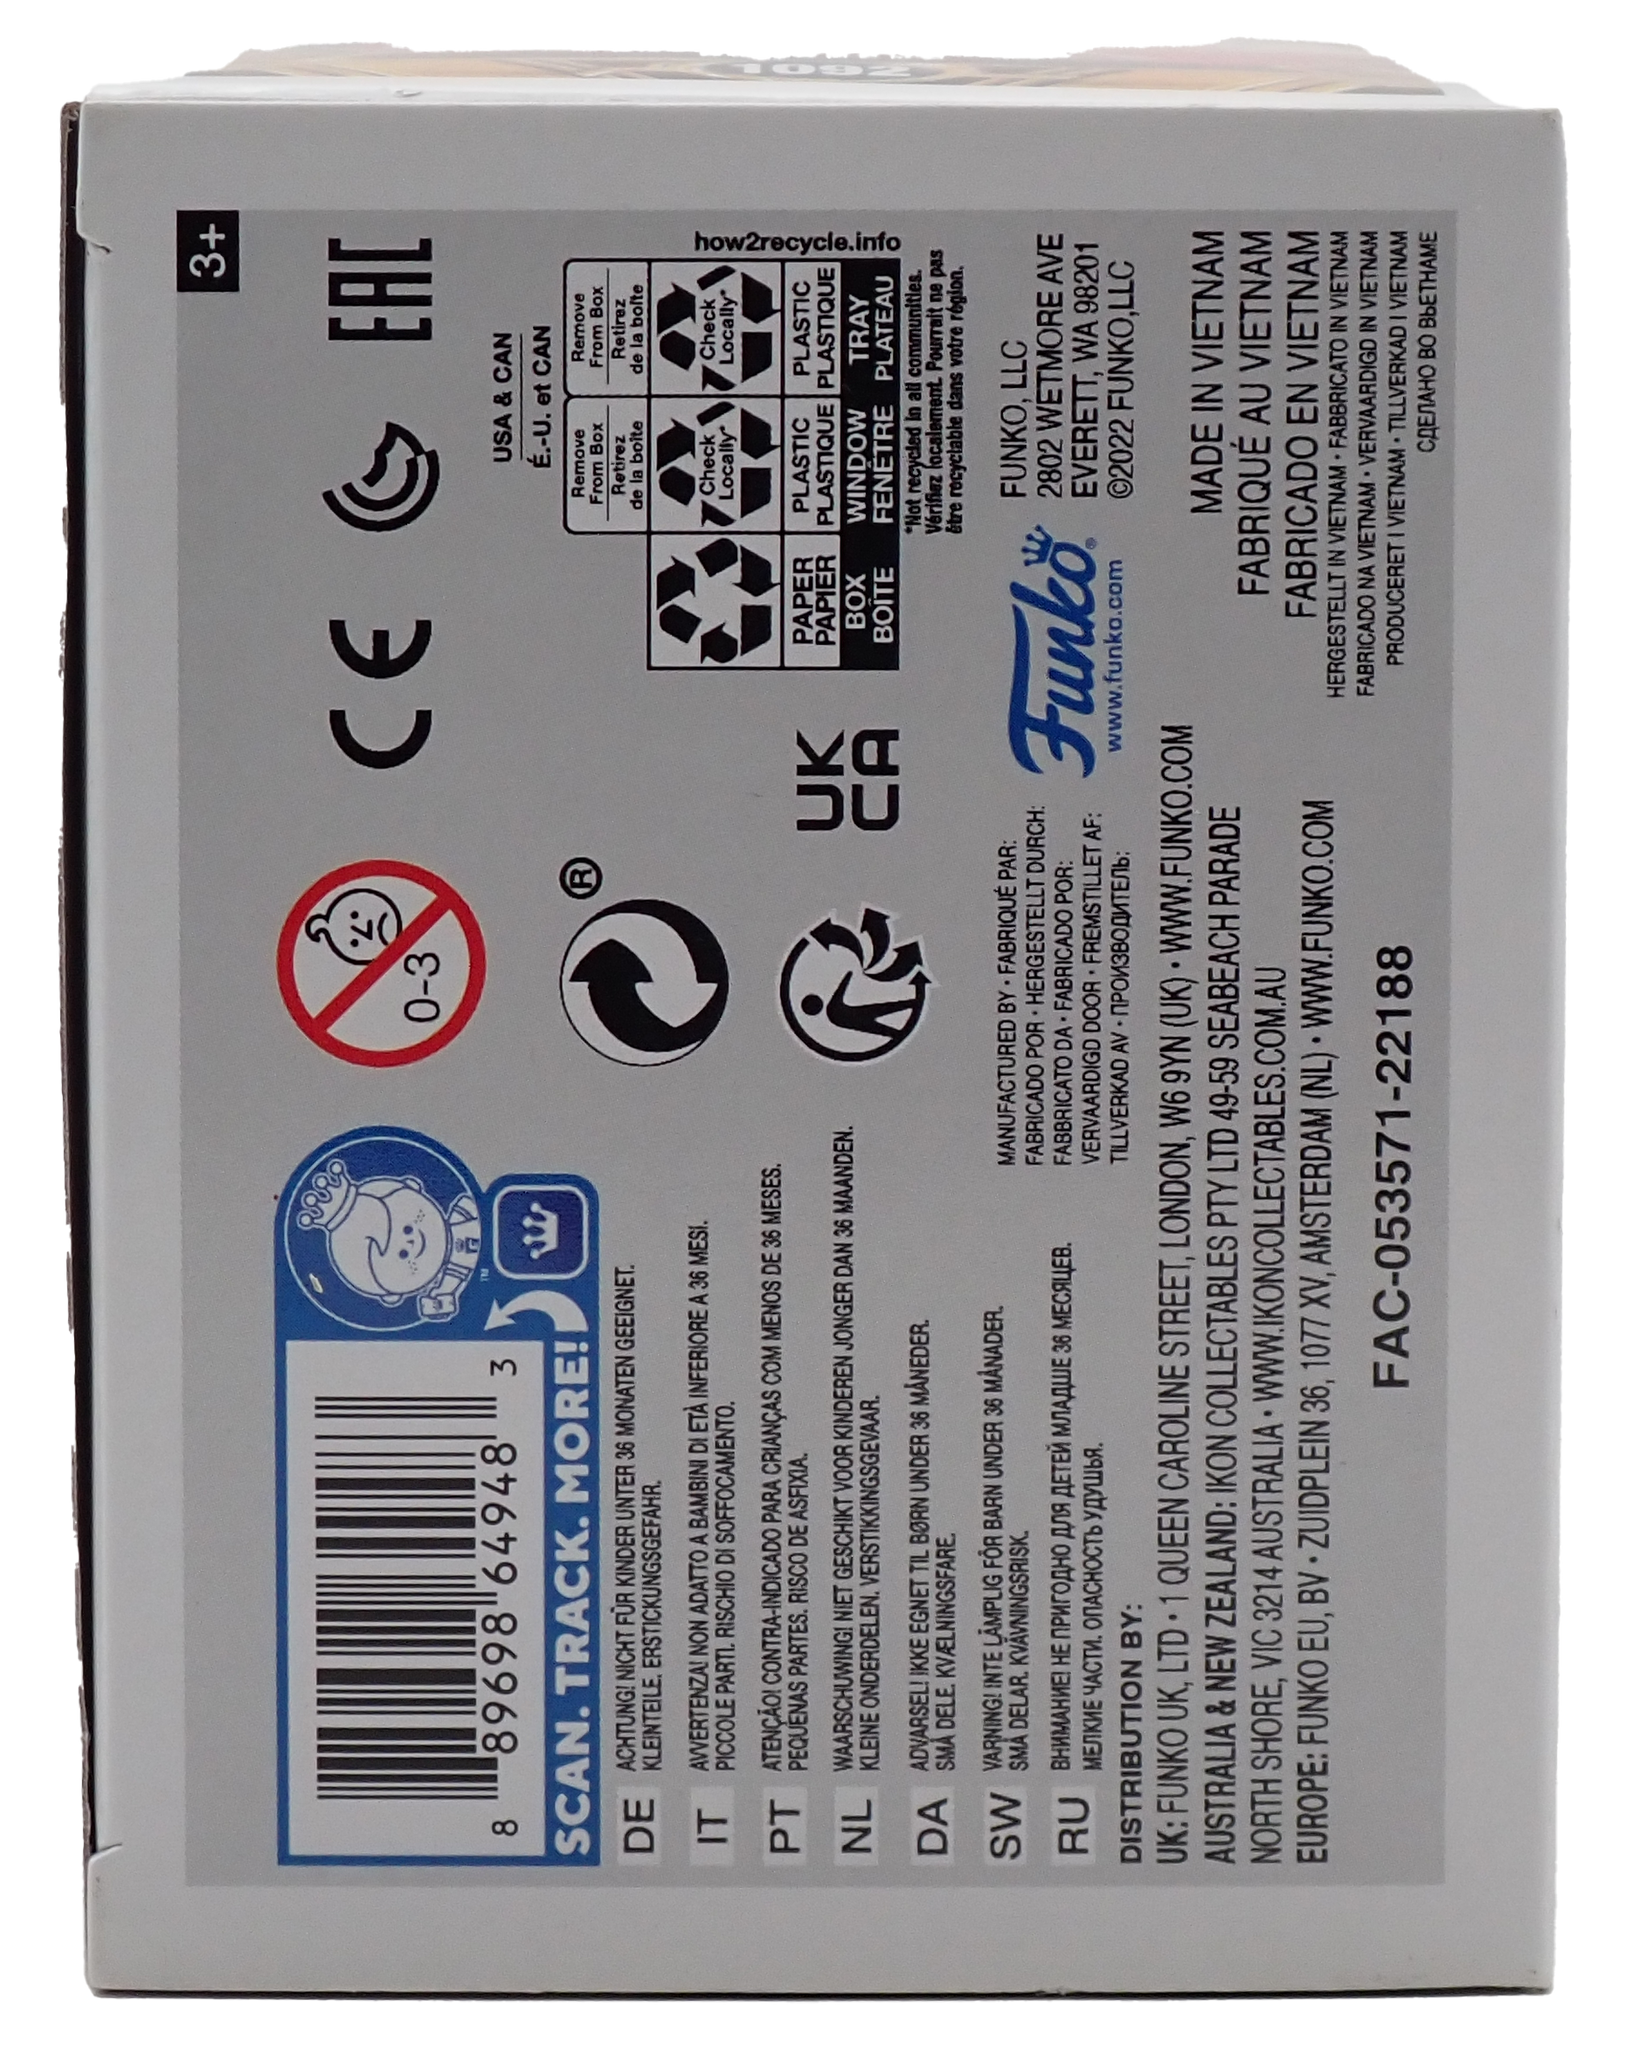 1092
3+
8 89698 64948 3
SCAN. TRACK. MORE!
TM
0-3
CE
EAC
®
UK
CA
USA & CAN
É.-U. et CAN
Remove
From Box
Retirez
de la boîte
Remove
From Box
Retirez
de la boîte
Check
Locally*
Check
Locally*
PAPER
PAPIER
PLASTIC
PLASTIQUE
PLASTIC
PLASTIQUE
BOX
BOÎTE
WINDOW
FENÊTRE
TRAY
PLATEAU
how2recycle.info
*Not recycled in all communities.
Vérifiez localement. Pourrait ne pas
être recyclable dans votre région.
DE ACHTUNG! NICHT FÜR KINDER UNTER 36 MONATEN GEEIGNET.
KLEINTEILE. ERSTICKUNGSGEFAHR.
IT AVVERTENZA! NON ADATTO A BAMBINI DI ETÀ INFERIORE A 36 MESI.
PICCOLE PARTI. RISCHIO DI SOFFOCAMENTO.
PT ATENÇÃO! CONTRA-INDICADO PARA CRIANÇAS COM MENOS DE 36 MESES.
PEQUENAS PARTES. RISCO DE ASFIXIA.
NL WAARSCHUWING! NIET GESCHIKT VOOR KINDEREN JONGER DAN 36 MAANDEN.
KLEINE ONDERDELEN. VERSTIKKINGSGEVAAR.
DA ADVARSEL! IKKE EGNET TIL BØRN UNDER 36 MÅNEDER.
SMÅ DELE. KVÆLNINGSFARE.
SW VARNING! INTE LÄMPLIG FÖR BARN UNDER 36 MÅNADER.
SMÅ DELAR. KVÄVNINGSRISK.
RU ВНИМАНИЕ! НЕ ПРИГОДНО ДЛЯ ДЕТЕЙ МЛАДШЕ 36 МЕСЯЦЕВ.
МЕЛКИЕ ЧАСТИ. ОПАСНОСТЬ УДУШЬЯ.
MANUFACTURED BY • FABRIQUÉ PAR:
FABRICADO POR • HERGESTELLT DURCH:
FABBRICATO DA • FABRICADO POR:
VERVAARDIGD DOOR • FREMSTILLET AF:
TILLVERKAD AV • ПРОИЗВОДИТЕЛЬ:
Funko®
www.funko.com
FUNKO, LLC
2802 WETMORE AVE
EVERETT, WA 98201
©2022 FUNKO,LLC
DISTRIBUTION BY:
UK: FUNKO UK, LTD • 1 QUEEN CAROLINE STREET, LONDON, W6 9YN (UK) • WWW.FUNKO.COM
AUSTRALIA & NEW ZEALAND: IKON COLLECTABLES PTY LTD 49-59 SEABEACH PARADE
NORTH SHORE, VIC 3214 AUSTRALIA • WWW.IKONCOLLECTABLES.COM.AU
EUROPE: FUNKO EU, BV • ZUIDPLEIN 36, 1077 XV, AMSTERDAM (NL) • WWW.FUNKO.COM
MADE IN VIETNAM
FABRIQUÉ AU VIETNAM
FABRICADO EN VIETNAM
HERGESTELLT IN VIETNAM • FABBRICATO IN VIETNAM
FABRICADO NA VIETNAM • VERVAARDIGD IN VIETNAM
PRODUCERET I VIETNAM • TILLVERKAD I VIETNAM
СДЕЛАНО ВО ВЬЕТНАМЕ
FAC-053571-22188